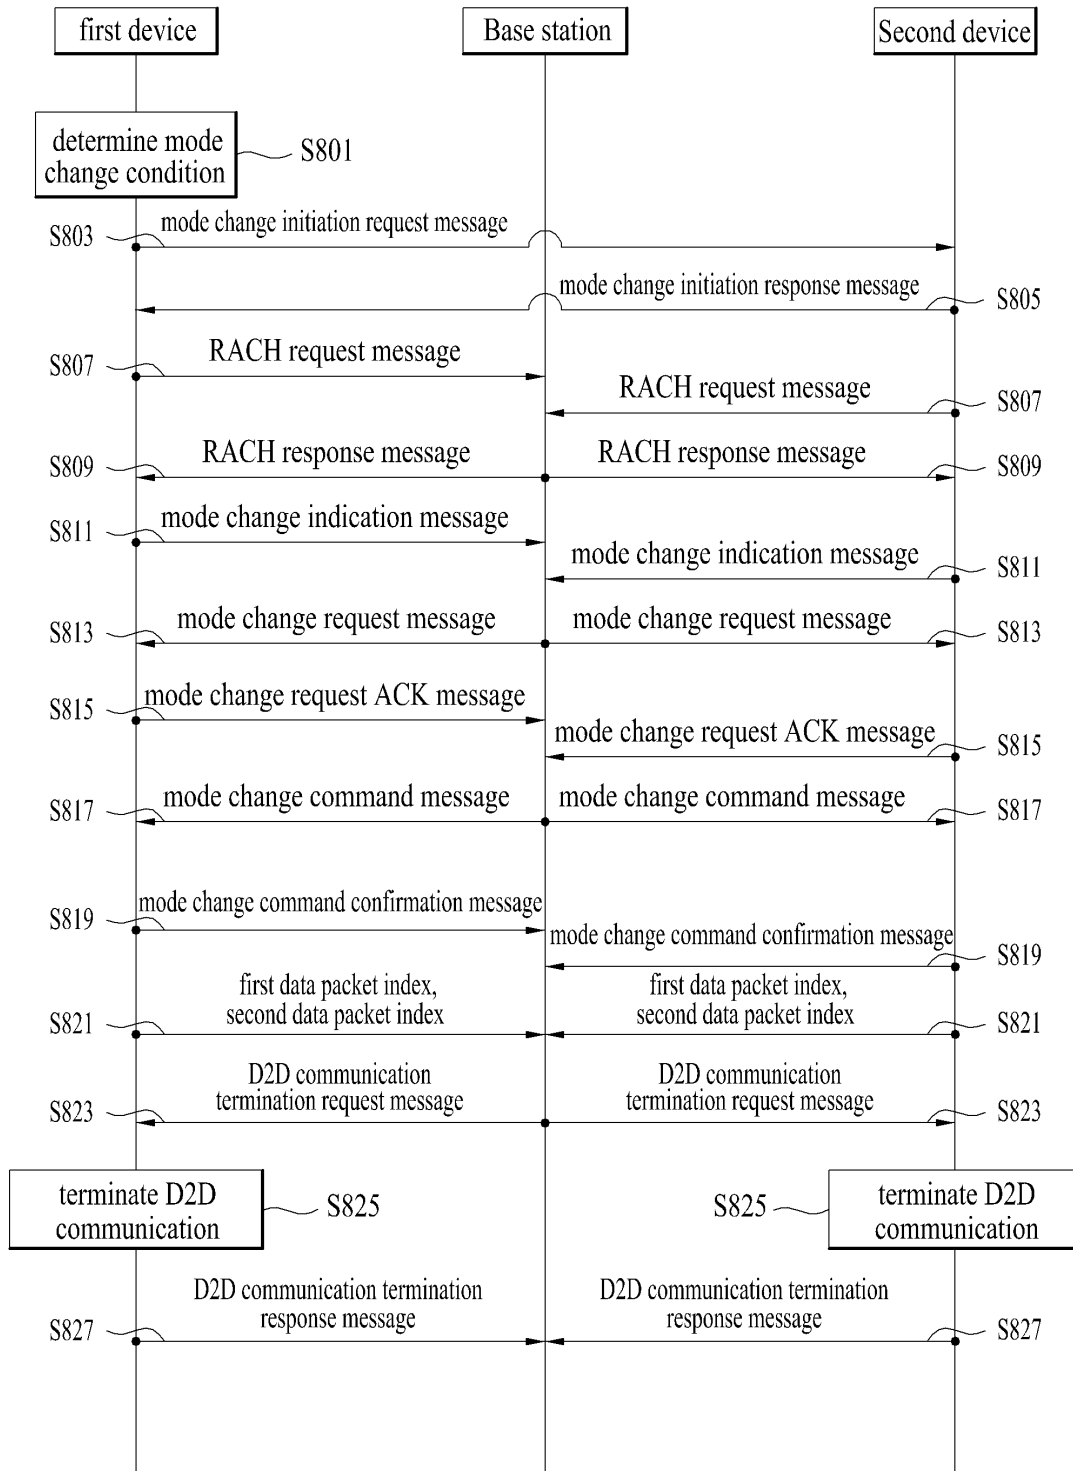 first device
Base station
Second device
determine mode
change condition
S801
mode change initiation request message
S803
mode change initiation response message
S805
RACH request message
S807
RACH request message
S807
RACH response message
RACH response message
S809
S809
mode change indication message
S811
mode change indication message
S811
mode change request message
mode change request message
S813
S813
mode change request ACK message
S815
mode change request ACK message
S815
mode change command message
mode change command message
S817
S817
mode change command confirmation message
S819
mode change command confirmation message
S819
first data packet index,
second data packet index
first data packet index,
second data packet index
S821
S821
D2D communication
termination request message
D2D communication
termination request message
S823
S823
terminate D2D
communication
S825
S825
terminate D2D
communication
D2D communication termination
response message
D2D communication termination
response message
S827
S827